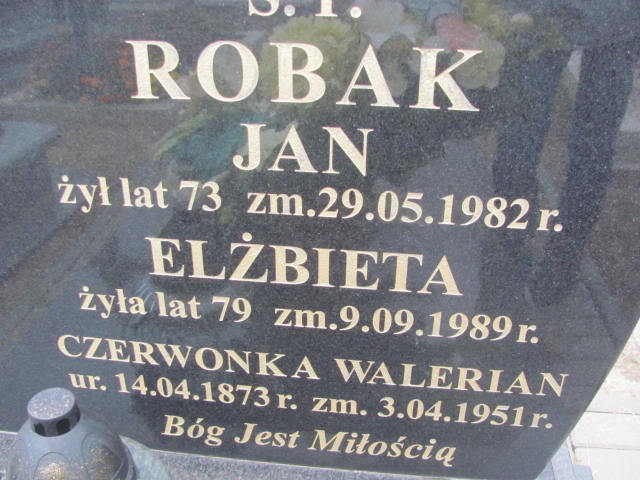 Ś. P.
ROBAK
JAN
żył lat 73 zm.29.05.1982 r.
ELŻBIETA
żyła lat 79 zm.9.09.1989 r.
CZERWONKA WALERIAN
ur. 14.04.1873 r. zm. 3.04.1951 r.
Bóg Jest Miłością